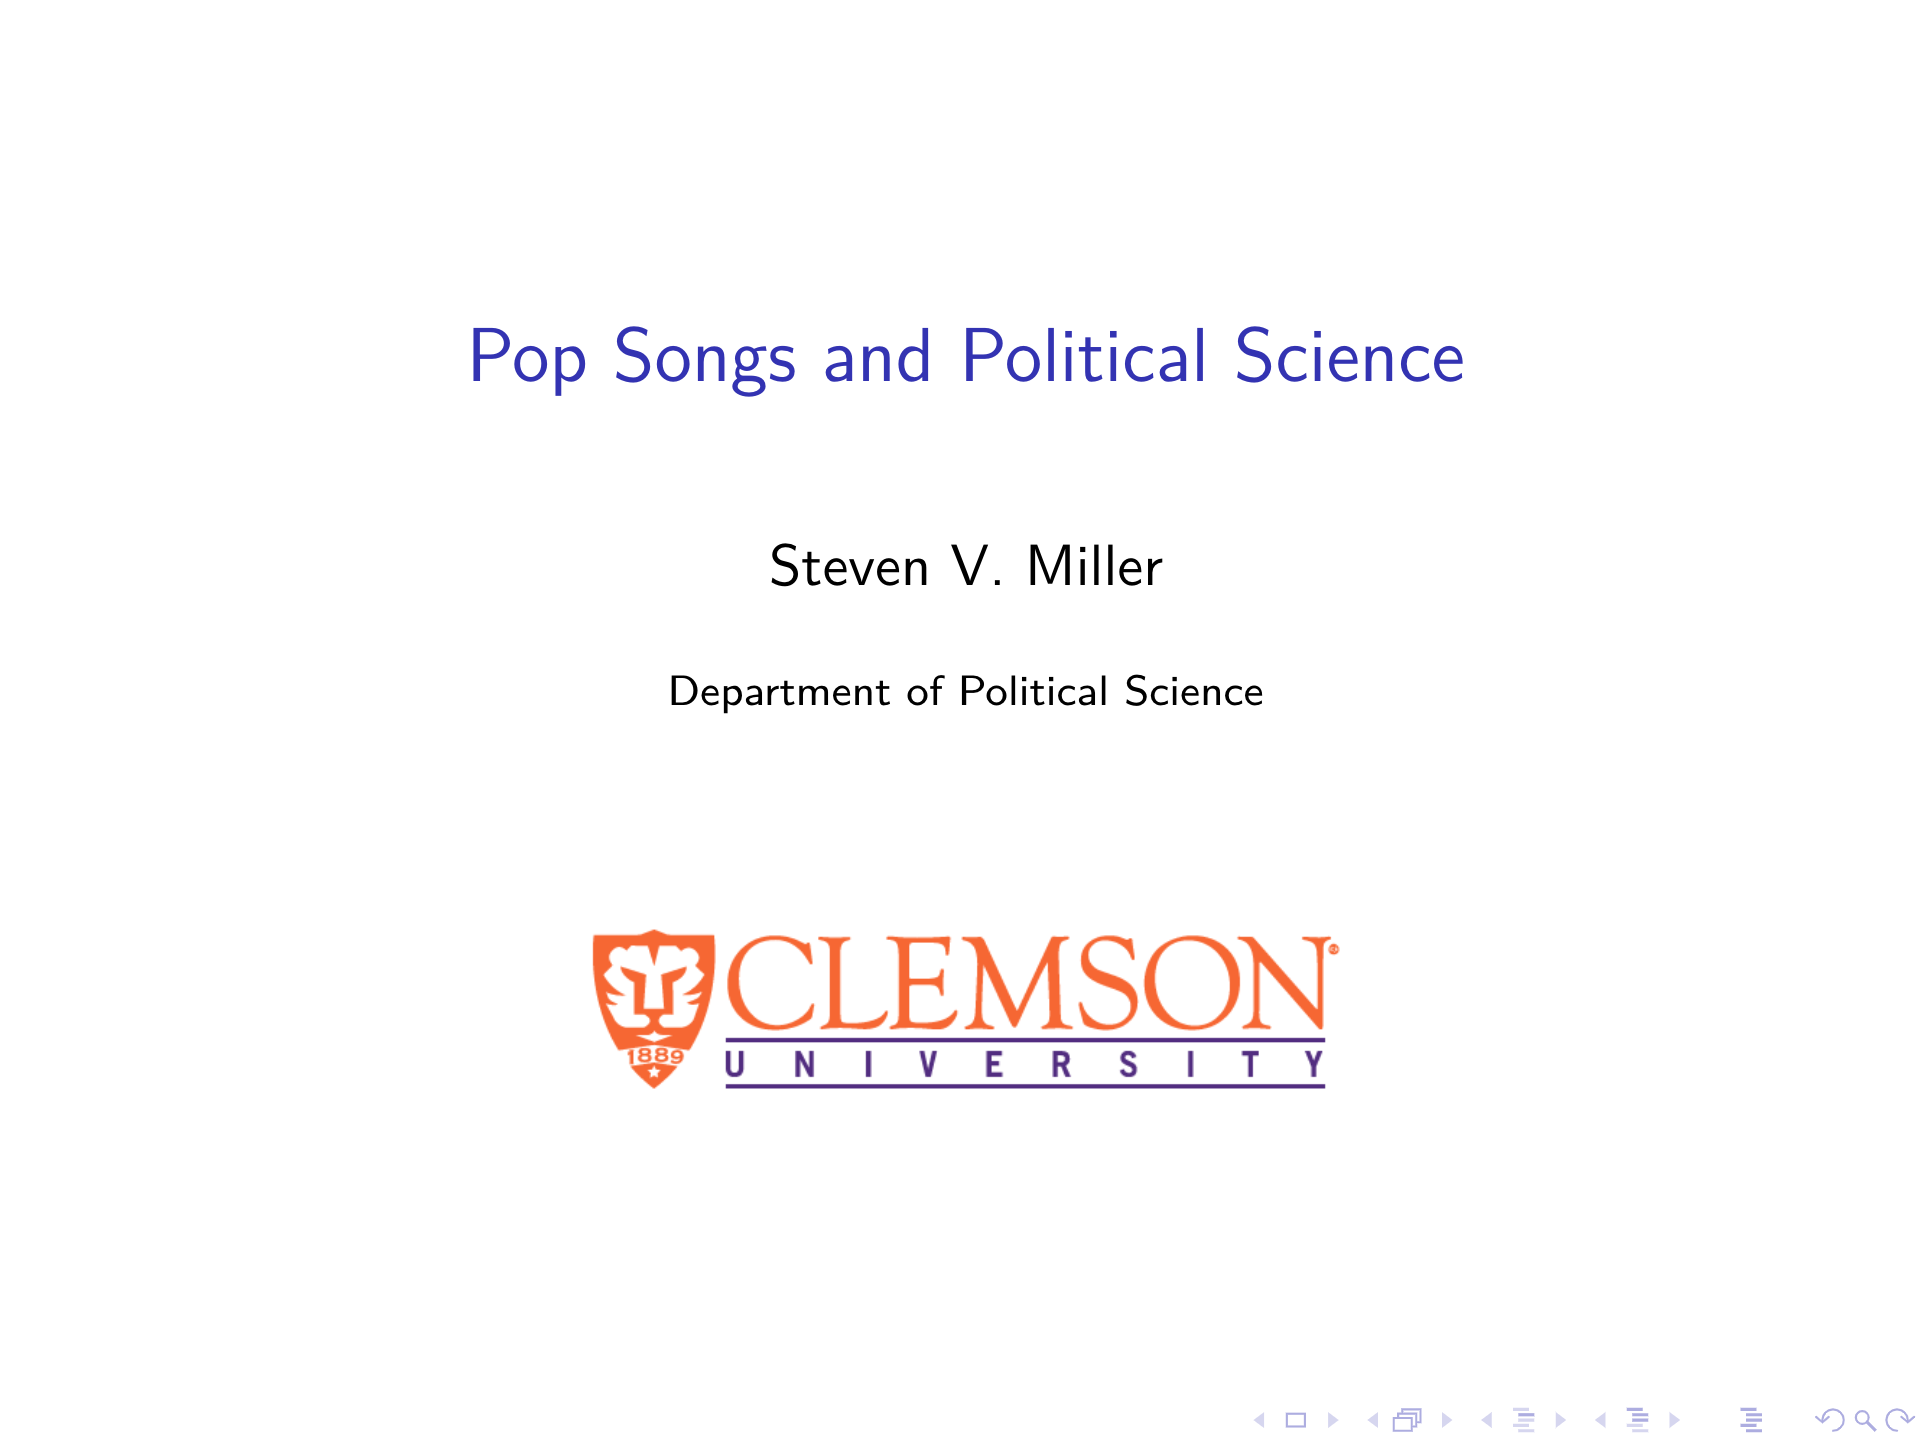 Pop Songs and Political Science
Steven V. Miller
Department of Political Science
CLEMSON®
UNIVERSITY
1889